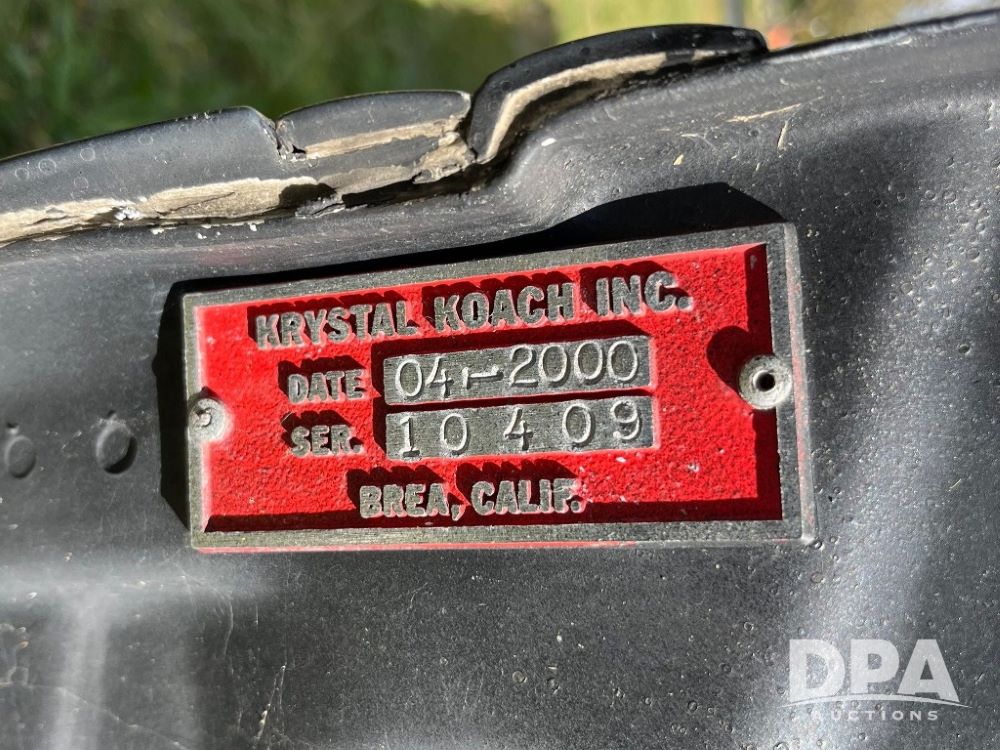 KRYSTAL KOACH INC.
DATE 04-2000
SER. 10409
BREA, CALIF.
DPA
AUCTIONS